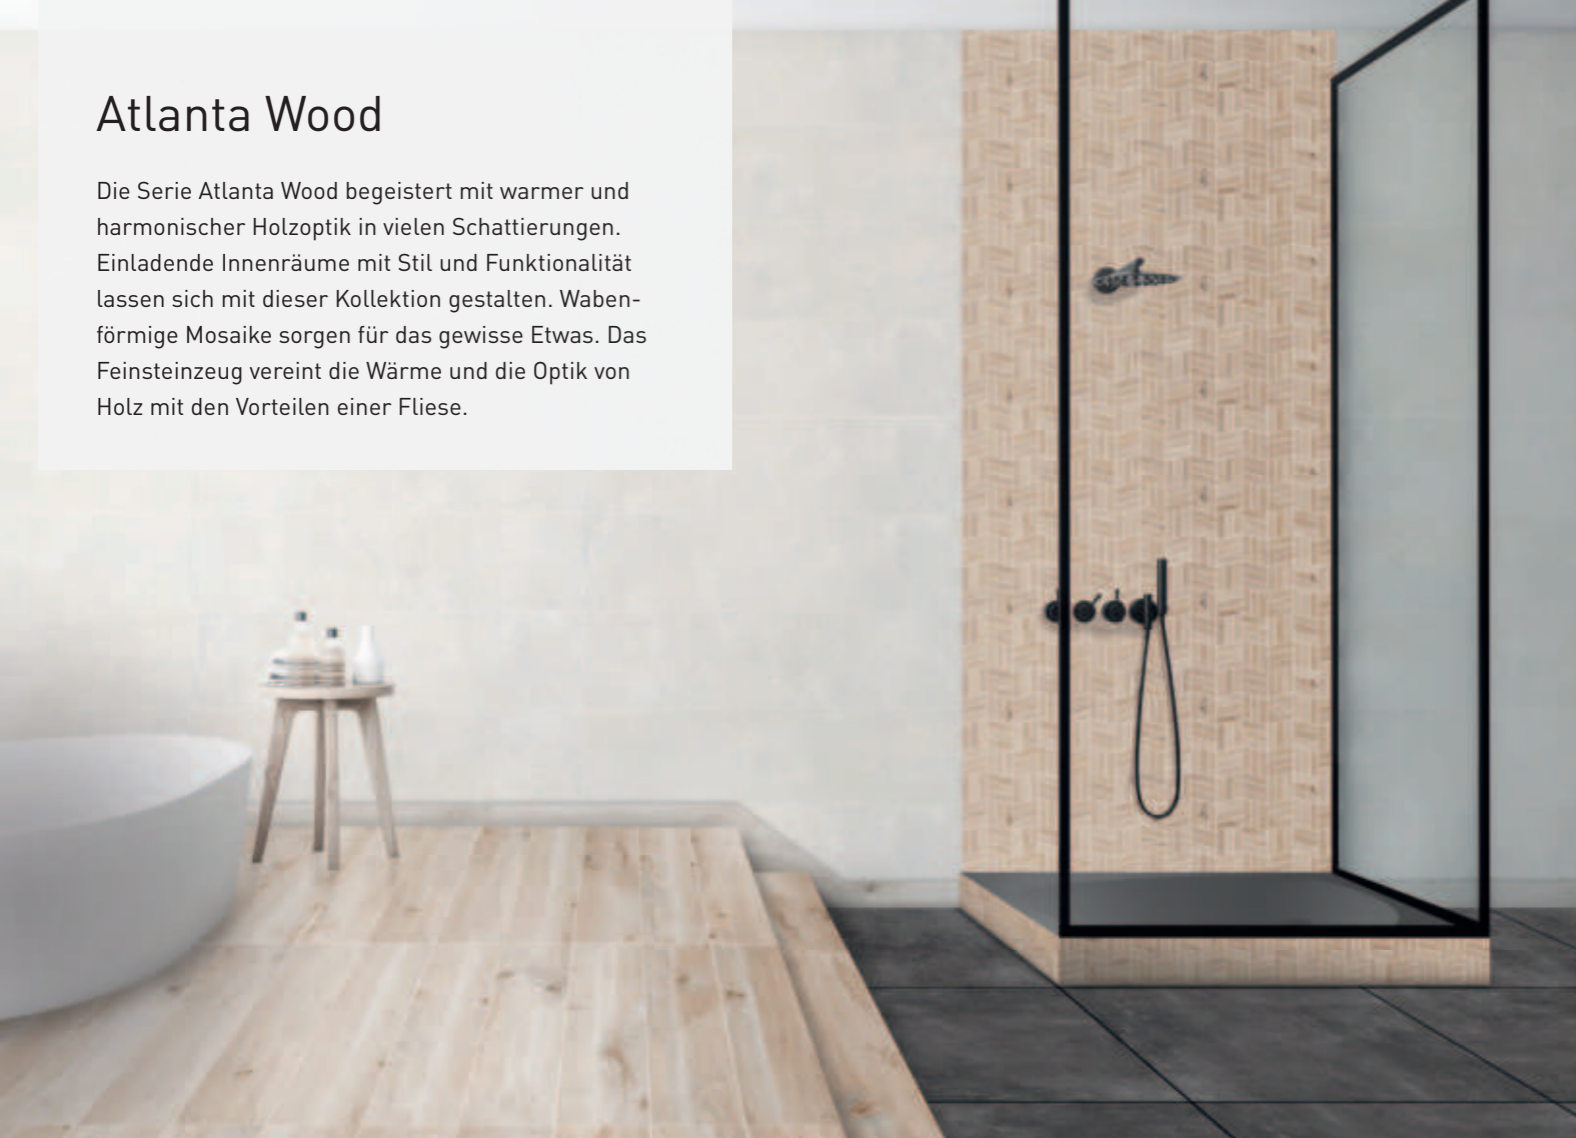 Atlanta Wood
Die Serie Atlanta Wood begeistert mit warmer und
harmonischer Holzoptik in vielen Schattierungen.
Einladende Innenräume mit Stil und Funktionalität
lassen sich mit dieser Kollektion gestalten. Waben-
förmige Mosaike sorgen für das gewisse Etwas. Das
Feinsteinzeug vereint die Wärme und die Optik von
Holz mit den Vorteilen einer Fliese.